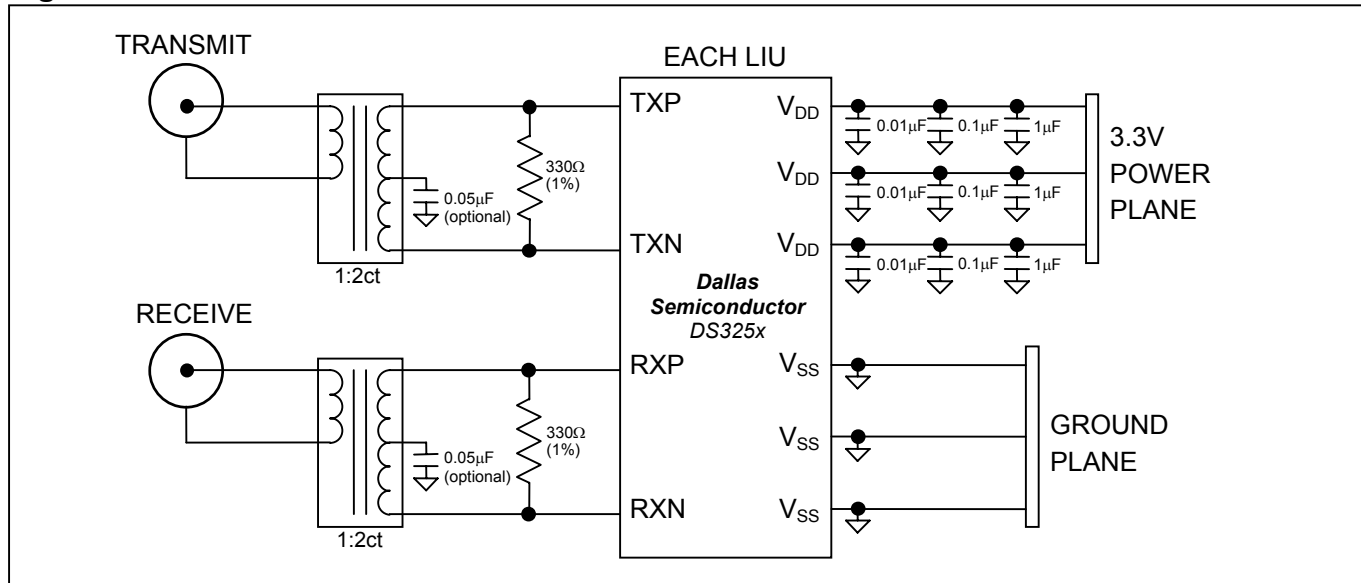 TRANSMIT
EACH LIU
1:2ct
0.05µF
(optional)
330Ω
(1%)
TXP
TXN
VDD
0.01µF
0.1µF
1µF
VDD
0.01µF
0.1µF
1µF
VDD
0.01µF
0.1µF
1µF
3.3V
POWER
PLANE
Dallas
Semiconductor
DS325x
RECEIVE
1:2ct
0.05µF
(optional)
330Ω
(1%)
RXP
RXN
VSS
VSS
VSS
GROUND
PLANE